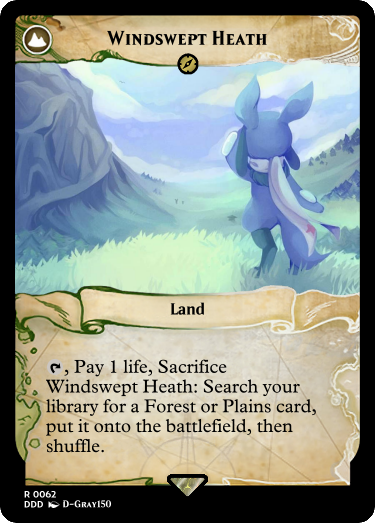 Windswept Heath
Land
, Pay 1 life, Sacrifice
Windswept Heath: Search your
library for a Forest or Plains card,
put it onto the battlefield, then
shuffle.
R 0062
DDD D-Gray150